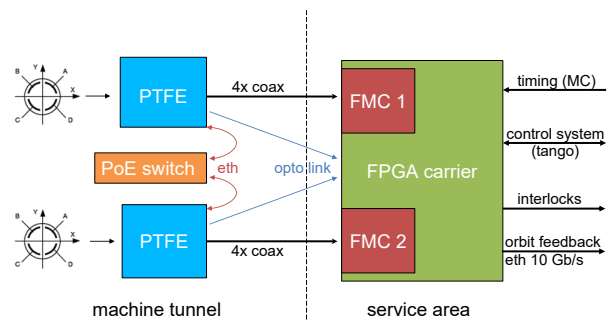 Y
B
A
X
C
D
PTFE
4x coax
FMC 1
timing (MC)
control system
(tango)
PoE switch
eth
opto link
FPGA carrier
interlocks
Y
B
A
X
C
D
PTFE
4x coax
FMC 2
orbit feedback
eth 10 Gb/s
machine tunnel
service area